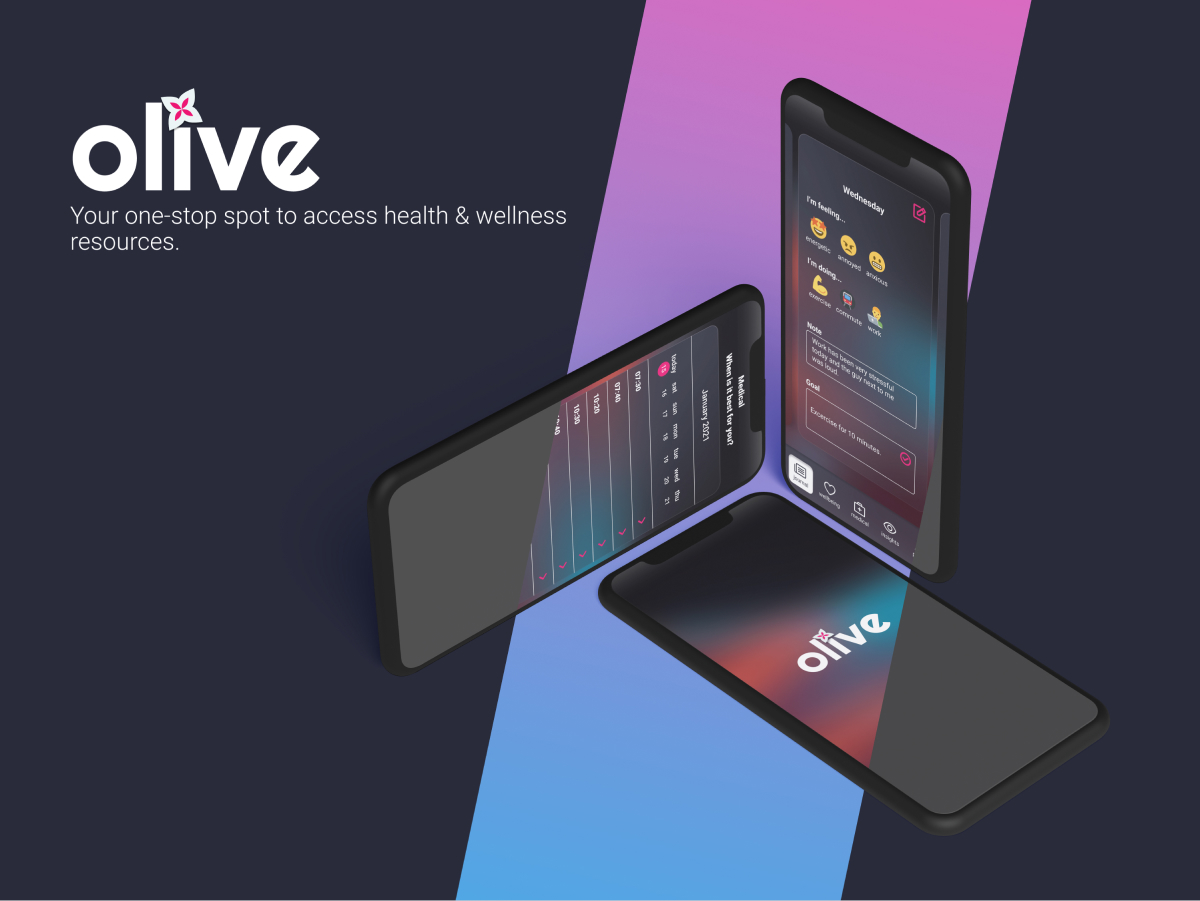 olive
Your one-stop spot to access health & wellness
resources.
Wednesday
I'm feeling...
energetic annoyed anxious
I'm doing...
exercise commute work
Note
Work has been very stressful
today and the guy next to me
was loud.
Goal
Excercise for 10 minutes.
journal wellbeing medical insights
Medical
When is it best for you?
January 2021
today sat sun mon tue wed thu
15 16 17 18 19 20 21
07:30
07:40
10:20
10:30
olive